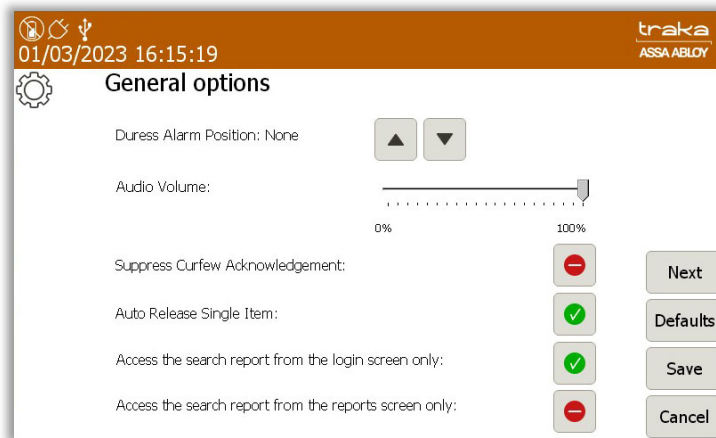 traka
01/03/2023 16:15:19
ASSA ABLOY
General options
Duress Alarm Position: None
Audio Volume:
0% 100%
Suppress Curfew Acknowledgement:
Next
Auto Release Single Item:
Defaults
Access the search report from the login screen only:
Save
Access the search report from the reports screen only:
Cancel